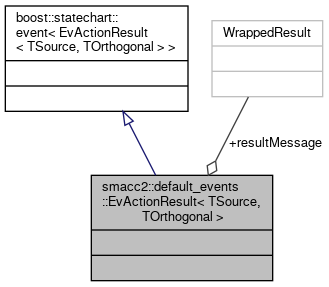 boost::statechart::
event< EvActionResult
< TSource, TOrthogonal > >
WrappedResult
+resultMessage
smacc2::default_events
::EvActionResult< TSource,
TOrthogonal >